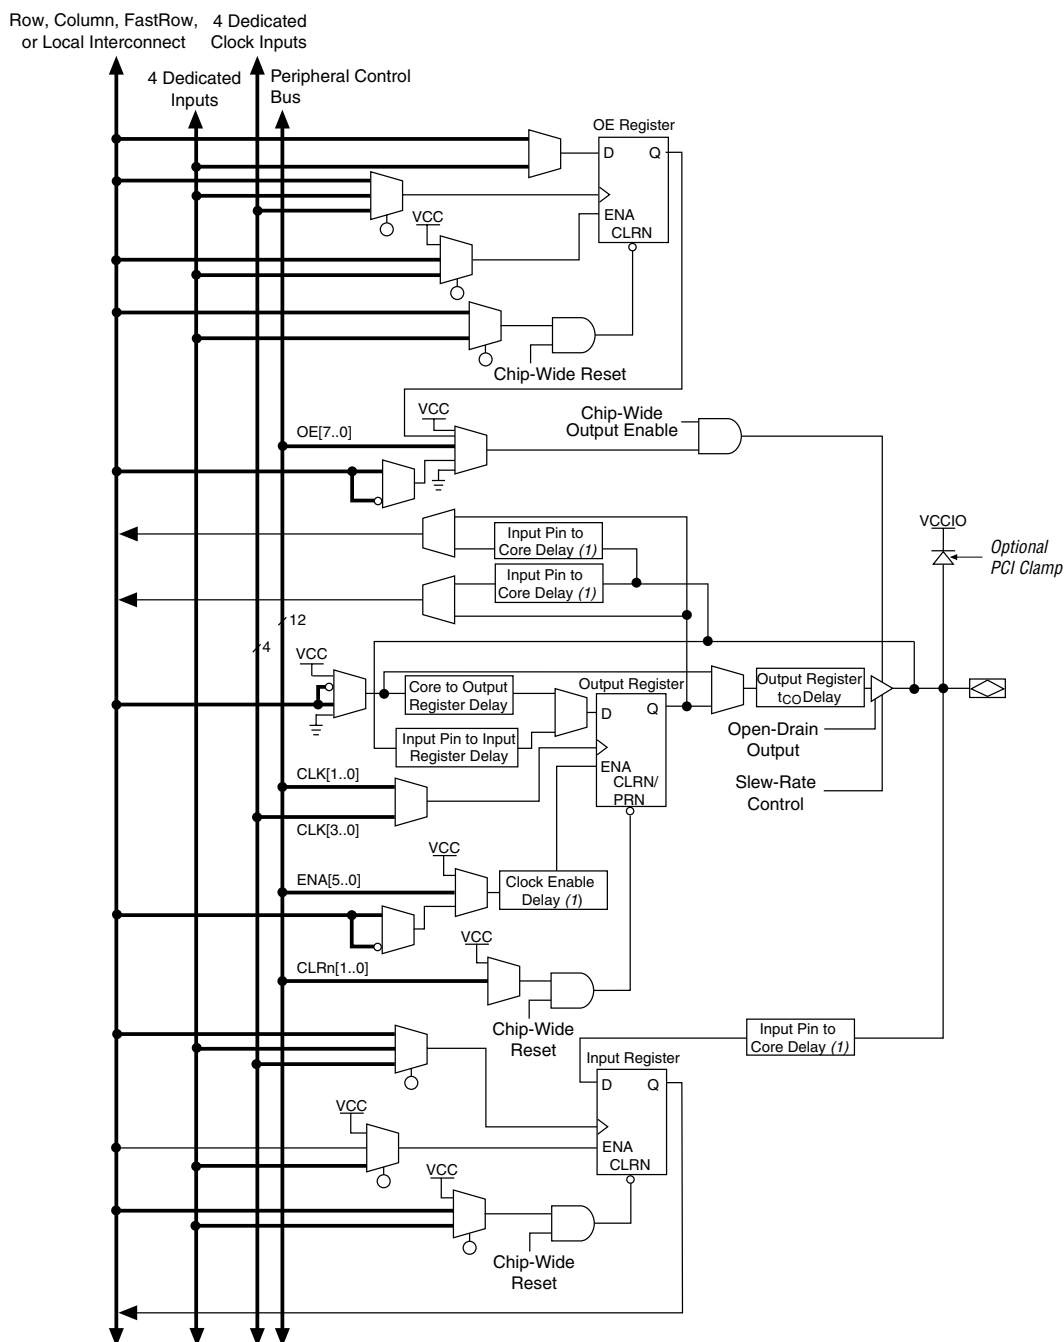 Row, Column, FastRow,
or Local Interconnect
4 Dedicated
Clock Inputs
4 Dedicated
Inputs
Peripheral Control
Bus
OE Register
D
Q
ENA
CLRN
VCC
Chip-Wide Reset
VCC
OE[7..0]
Chip-Wide
Output Enable
VCCIO
Optional
PCI Clamp
Input Pin to
Core Delay (1)
Input Pin to
Core Delay (1)
12
4
VCC
Core to Output
Register Delay
Output Register
D
Q
ENA
CLRN/
PRN
Output Register
tCO Delay
Input Pin to Input
Register Delay
Open-Drain
Output
Slew-Rate
Control
CLK[1..0]
CLK[3..0]
VCC
ENA[5..0]
Clock Enable
Delay (1)
VCC
CLRn[1..0]
Chip-Wide
Reset
Input Pin to
Core Delay (1)
Input Register
D
Q
ENA
CLRN
VCC
VCC
Chip-Wide
Reset